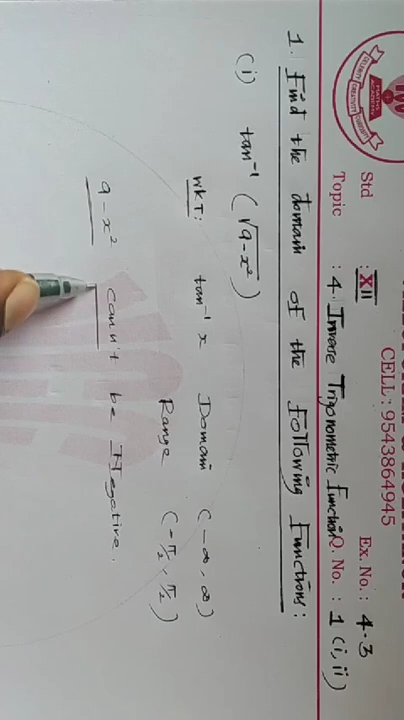 CELL : 9543864945
Std : XII Ex. No.: 4.3
Topic : 4. Inverse Trigonometric Function Q. No. : 1 (i, ii)
1. Find the domain of the following functions :
(i) tan⁻¹ (√9-x²)
WKT: tan⁻¹ x Domain (-∞, ∞)
Range (-π/2, π/2)
9-x² cann't be Negative.